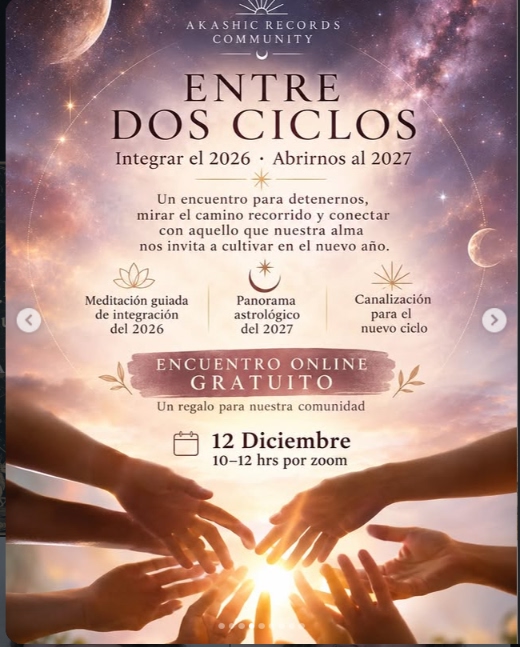 AKASHIC RECORDS
COMMUNITY
ENTRE
DOS CICLOS
Integrar el 2026 · Abrirnos al 2027
Un encuentro para detenernos,
mirar el camino recorrido y conectar
con aquello que nuestra alma
nos invita a cultivar en el nuevo año.
Meditación guiada
de integración
del 2026
Panorama
astrológico
del 2027
Canalización
para el
nuevo ciclo
ENCUENTRO ONLINE
GRATUITO
Un regalo para nuestra comunidad
12 Diciembre
10–12 hrs por zoom